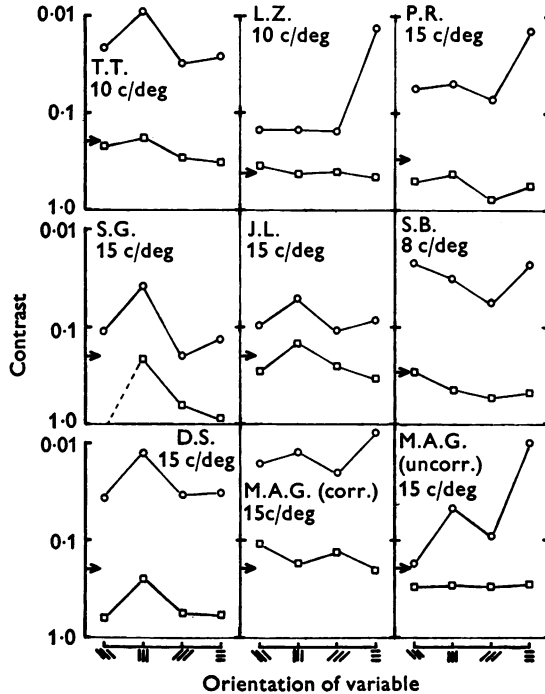 0·01
0·1
1·0
T.T.
10 c/deg
L.Z.
10 c/deg
P.R.
15 c/deg
0·01
0·1
1·0
S.G.
15 c/deg
J.L.
15 c/deg
S.B.
8 c/deg
Contrast
0·01
0·1
1·0
D.S.
15 c/deg
M.A.G. (corr.)
15c/deg
M.A.G.
(uncorr.)
15 c/deg
Orientation of variable